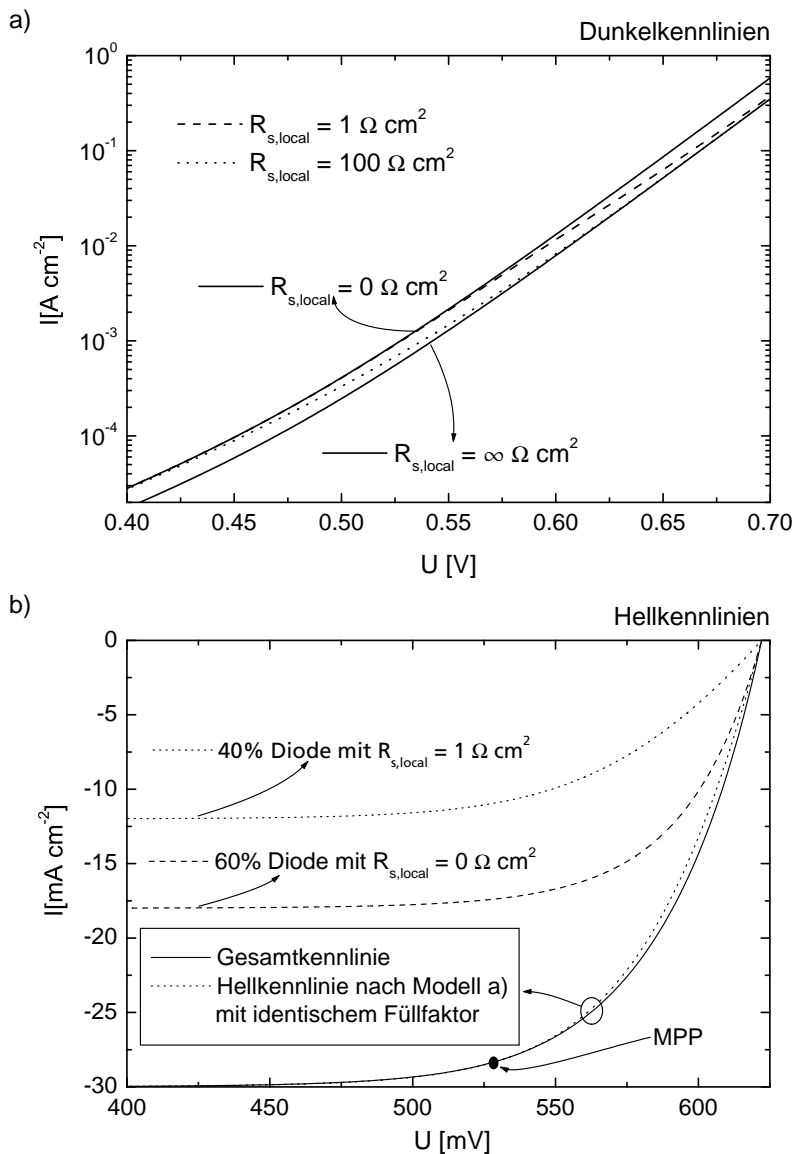 a)
Dunkelkennlinien
10^0
10^-1
10^-2
10^-3
10^-4
I[A cm^-2]
R_s,local = 1 Ω cm^2
R_s,local = 100 Ω cm^2
R_s,local = 0 Ω cm^2
R_s,local = ∞ Ω cm^2
0.40 0.45 0.50 0.55 0.60 0.65 0.70
U [V]
b)
Hellkennlinien
0
-5
-10
-15
-20
-25
-30
I[mA cm^-2]
40% Diode mit R_s,local = 1 Ω cm^2
60% Diode mit R_s,local = 0 Ω cm^2
Gesamtkennlinie
Hellkennlinie nach Modell a)
mit identischem Füllfaktor
MPP
400 450 500 550 600
U [mV]